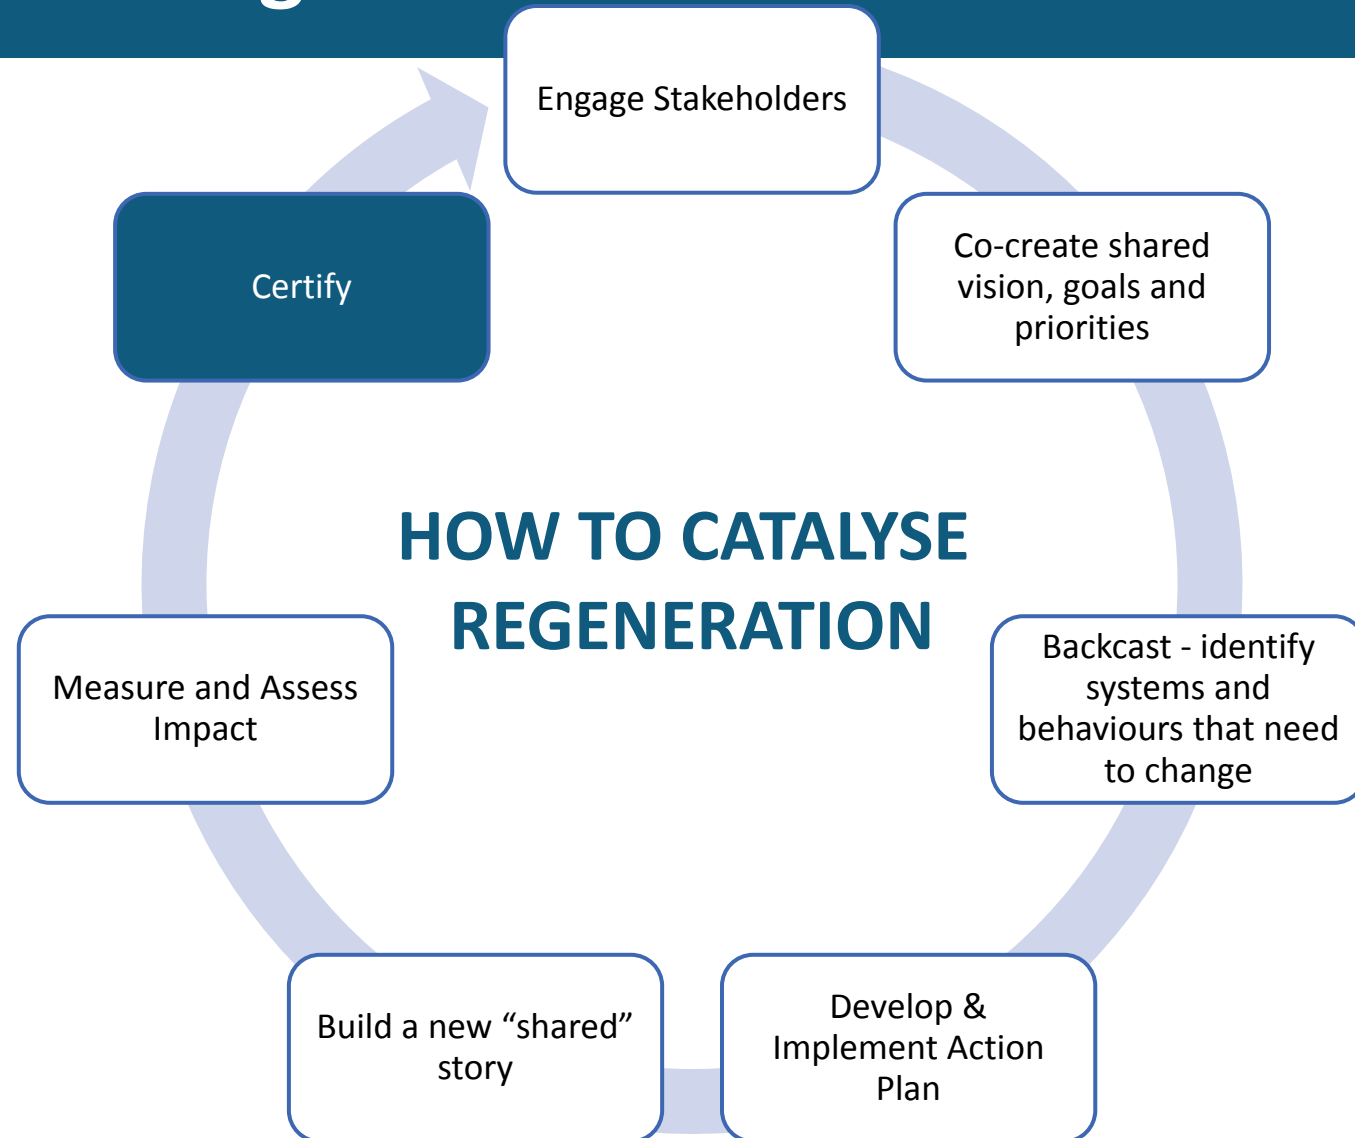 Engage Stakeholders
Co-create shared
vision, goals and
priorities
Backcast - identify
systems and
behaviours that need
to change
Develop &
Implement Action
Plan
Build a new “shared”
story
Measure and Assess
Impact
Certify
HOW TO CATALYSE
REGENERATION